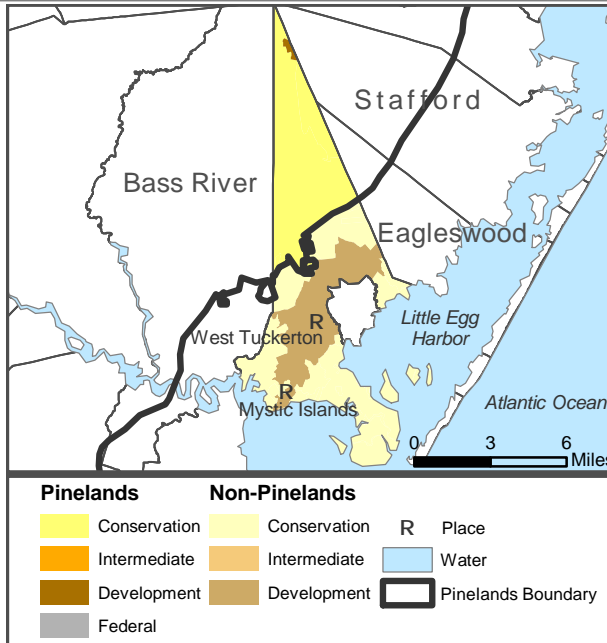 Stafford
Bass River
Eagleswood
R
West Tuckerton
Little Egg
Harbor
R
Mystic Islands
Atlantic Ocean
0 3 6
Miles
Pinelands Non-Pinelands
Conservation Conservation R Place
Intermediate Intermediate Water
Development Development Pinelands Boundary
Federal